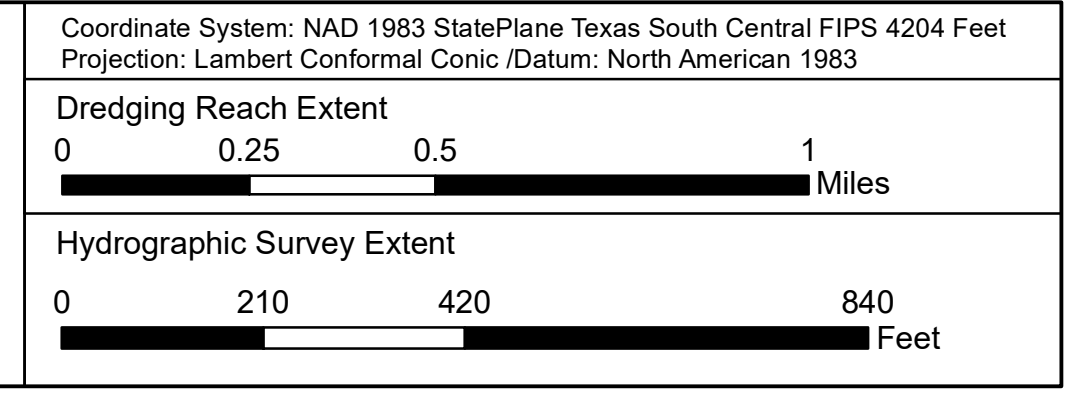 Coordinate System: NAD 1983 StatePlane Texas South Central FIPS 4204 Feet
Projection: Lambert Conformal Conic /Datum: North American 1983
Dredging Reach Extent
0 0.25 0.5 1
Miles
Hydrographic Survey Extent
0 210 420 840
Feet